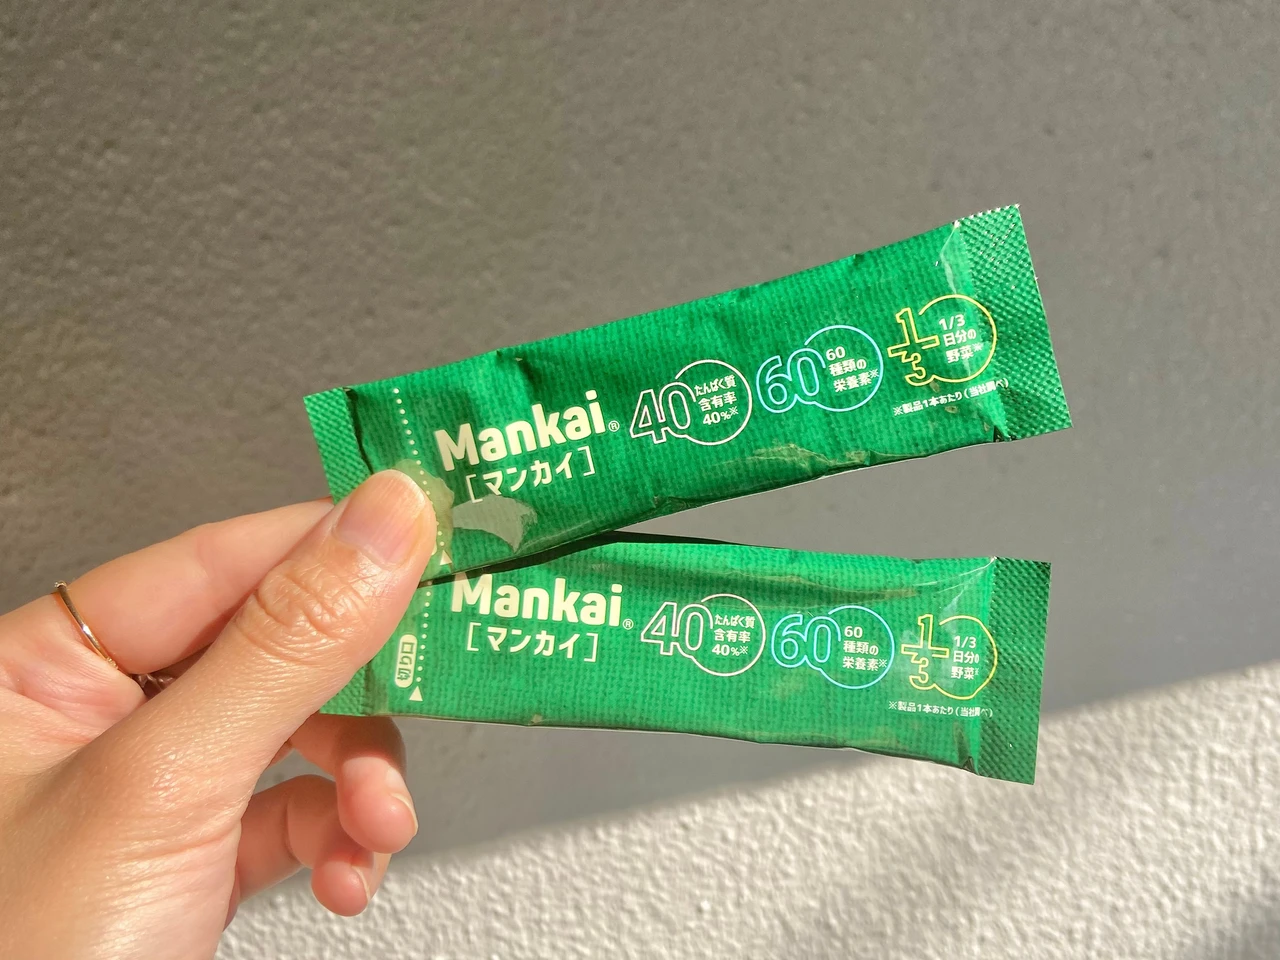 Mankai®
[マンカイ]
40
たんぱく質
含有率
40%※
60
60
種類の
栄養素※
1/3
1/3
日分の
野菜※
※製品1本あたり(当社調べ)
Mankai®
[マンカイ]
切り口
40
たんぱく質
含有率
40%※
60
60
種類の
栄養素※
1/3
1/3
日分の
野菜※
※製品1本あたり(当社調べ)